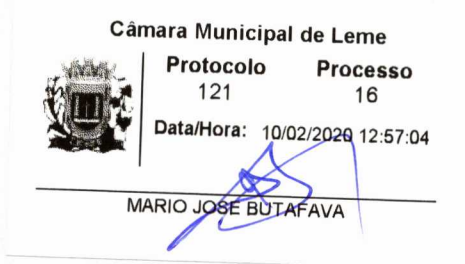 Câmara Municipal de Leme
Protocolo Processo
121 16
Data/Hora: 10/02/2020 12:57:04
MARIO JOSE BUTAFAVA